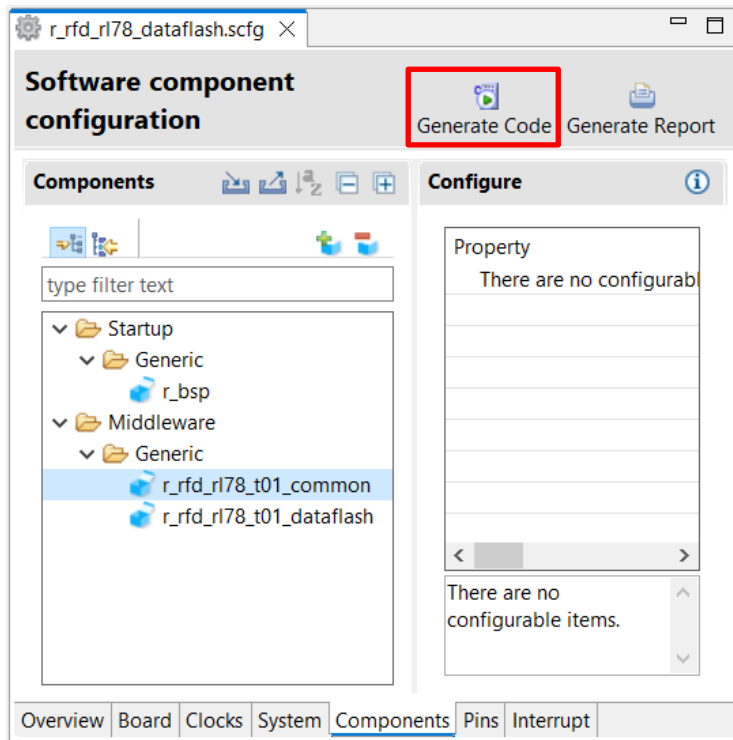 r_rfd_rl78_dataflash.scfg
Software component
configuration
Generate Code
Generate Report
Components
Configure
type filter text
Startup
Generic
r_bsp
Middleware
Generic
r_rfd_rl78_t01_common
r_rfd_rl78_t01_dataflash
Property
There are no configurabl
There are no
configurable items.
Overview Board Clocks System Components Pins Interrupt